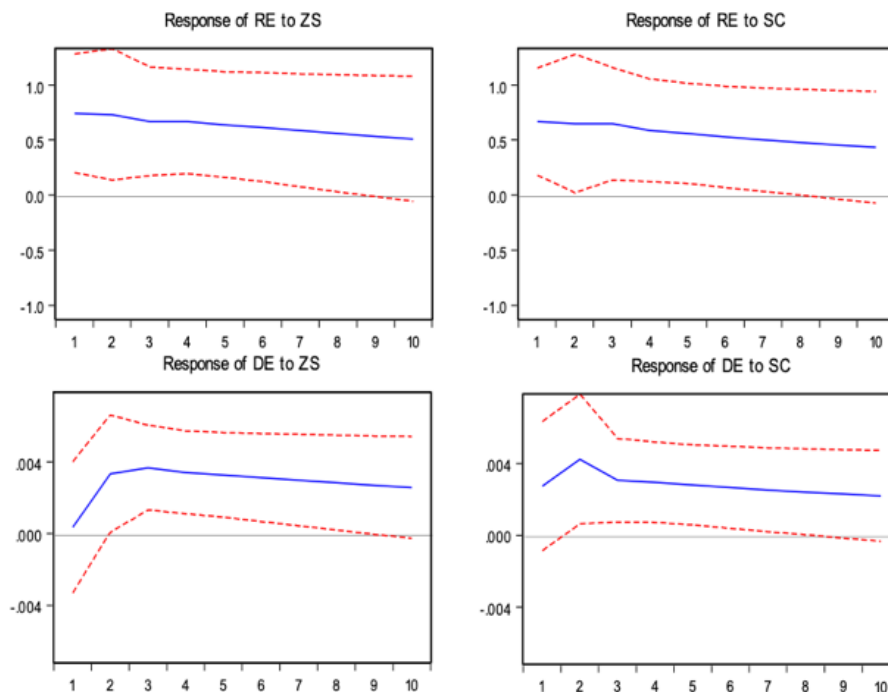 Response of RE to ZS
1.0
0.5
0.0
-0.5
-1.0
1 2 3 4 5 6 7 8 9 10
Response of RE to SC
1.0
0.5
0.0
-0.5
-1.0
1 2 3 4 5 6 7 8 9 10
Response of DE to ZS
.004
.000
-.004
1 2 3 4 5 6 7 8 9 10
Response of DE to SC
.004
.000
-.004
1 2 3 4 5 6 7 8 9 10